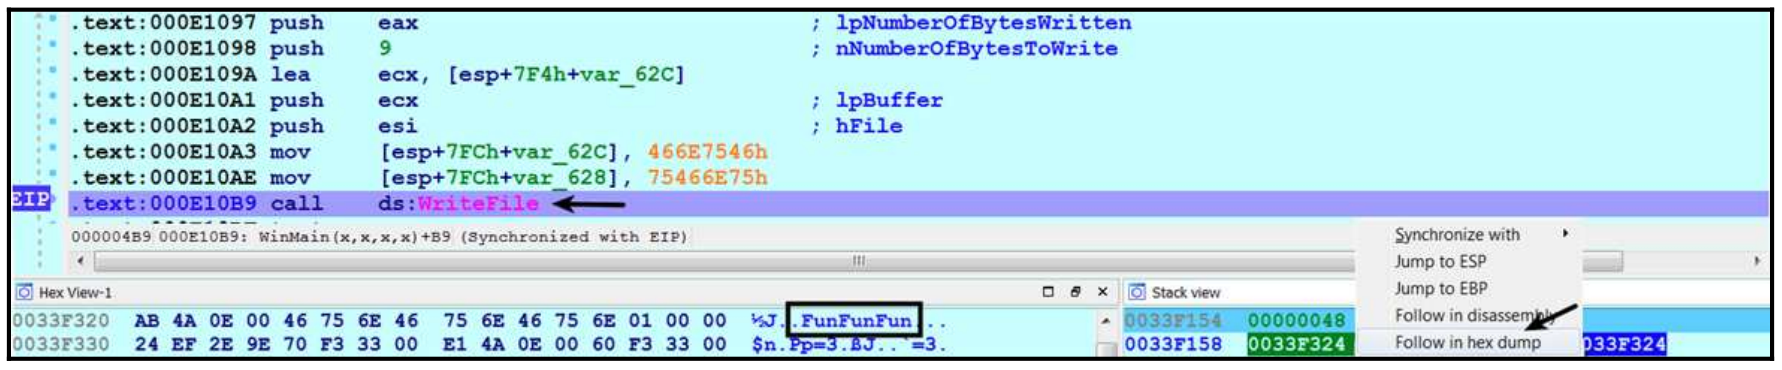 .text:000E1097 push eax ; lpNumberOfBytesWritten
.text:000E1098 push 9 ; nNumberOfBytesToWrite
.text:000E109A lea ecx, [esp+7F4h+var_62C]
.text:000E10A1 push ecx ; lpBuffer
.text:000E10A2 push esi ; hFile
.text:000E10A3 mov [esp+7FCh+var_62C], 466E7546h
.text:000E10AE mov [esp+7FCh+var_628], 75466E75h
EIP .text:000E10B9 call ds:WriteFile
000004B9 000E10B9: WinMain(x,x,x,x)+B9 (Synchronized with EIP)
Synchronize with
Jump to ESP
Jump to EBP
Follow in disassembly
Follow in hex dump
Hex View-1
0033F320 AB 4A 0E 00 46 75 6E 46 75 6E 46 75 6E 01 00 00 ½J..FunFunFun...
0033F330 24 EF 2E 9E 70 F3 33 00 E1 4A 0E 00 60 F3 33 00 $n.Pp=3.ßJ..`=3.
Stack view
0033F154 00000048
0033F158 0033F324 033F324